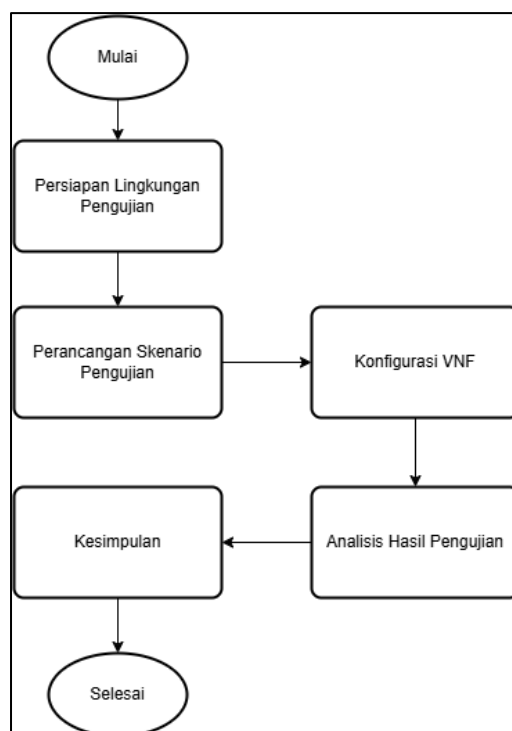 Mulai
Persiapan Lingkungan
Pengujian
Perancangan Skenario
Pengujian
Konfigurasi VNF
Analisis Hasil Pengujian
Kesimpulan
Selesai